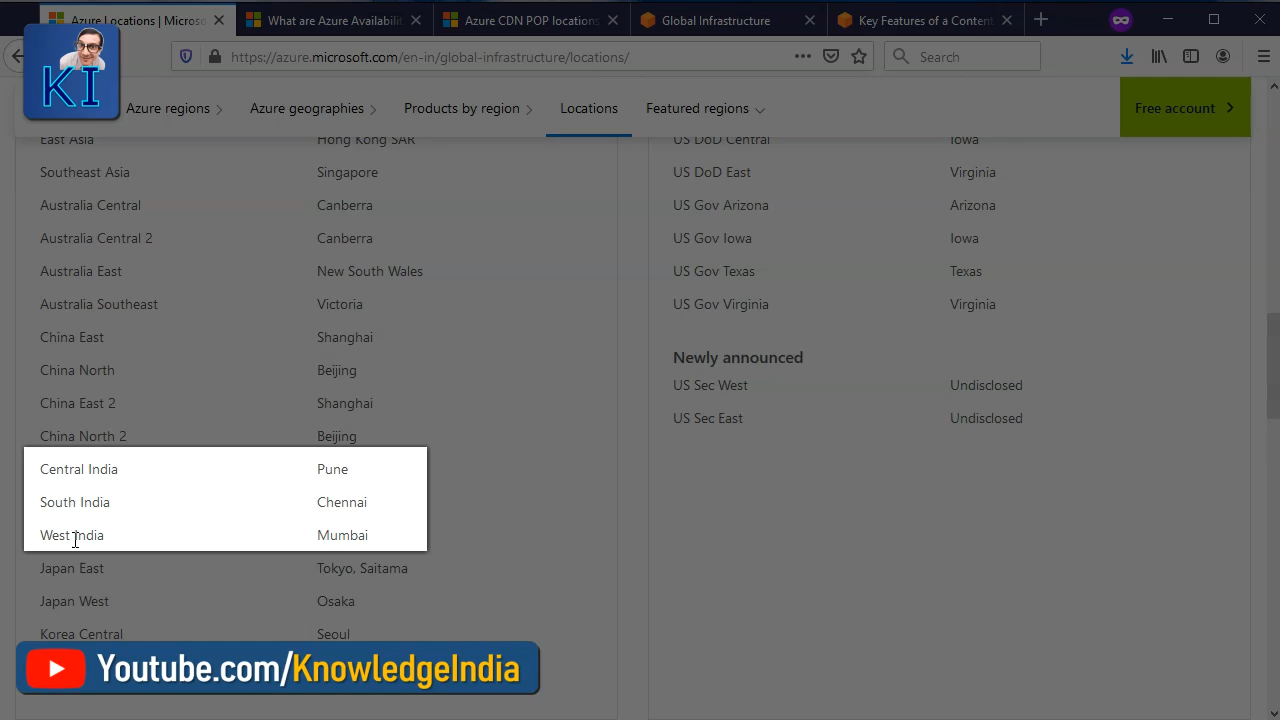 Azure Locations | Microso
What are Azure Availabili
Azure CDN POP locations
Global Infrastructure
Key Features of a Content
https://azure.microsoft.com/en-in/global-infrastructure/locations/
Search
KI
Azure regions
Azure geographies
Products by region
Locations
Featured regions
Free account
East Asia Hong Kong SAR
Southeast Asia Singapore
Australia Central Canberra
Australia Central 2 Canberra
Australia East New South Wales
Australia Southeast Victoria
China East Shanghai
China North Beijing
China East 2 Shanghai
China North 2 Beijing
Central India Pune
South India Chennai
West India Mumbai
Japan East Tokyo, Saitama
Japan West Osaka
Korea Central Seoul
US DoD Central Iowa
US DoD East Virginia
US Gov Arizona Arizona
US Gov Iowa Iowa
US Gov Texas Texas
US Gov Virginia Virginia
Newly announced
US Sec West Undisclosed
US Sec East Undisclosed
Youtube.com/KnowledgeIndia